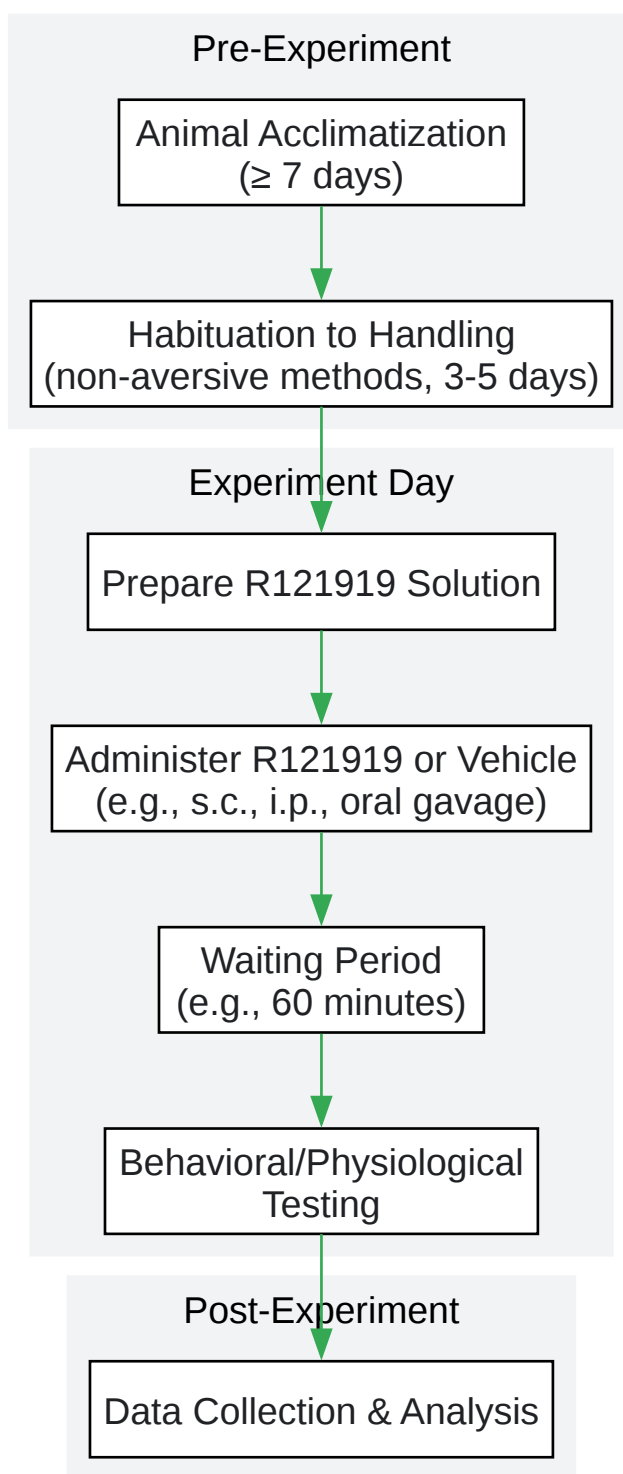 Pre-Experiment
Animal Acclimatization
(≥ 7 days)
Habituation to Handling
(non-aversive methods, 3-5 days)
Experiment Day
Prepare R121919 Solution
Administer R121919 or Vehicle
(e.g., s.c., i.p., oral gavage)
Waiting Period
(e.g., 60 minutes)
Behavioral/Physiological
Testing
Post-Experiment
Data Collection & Analysis